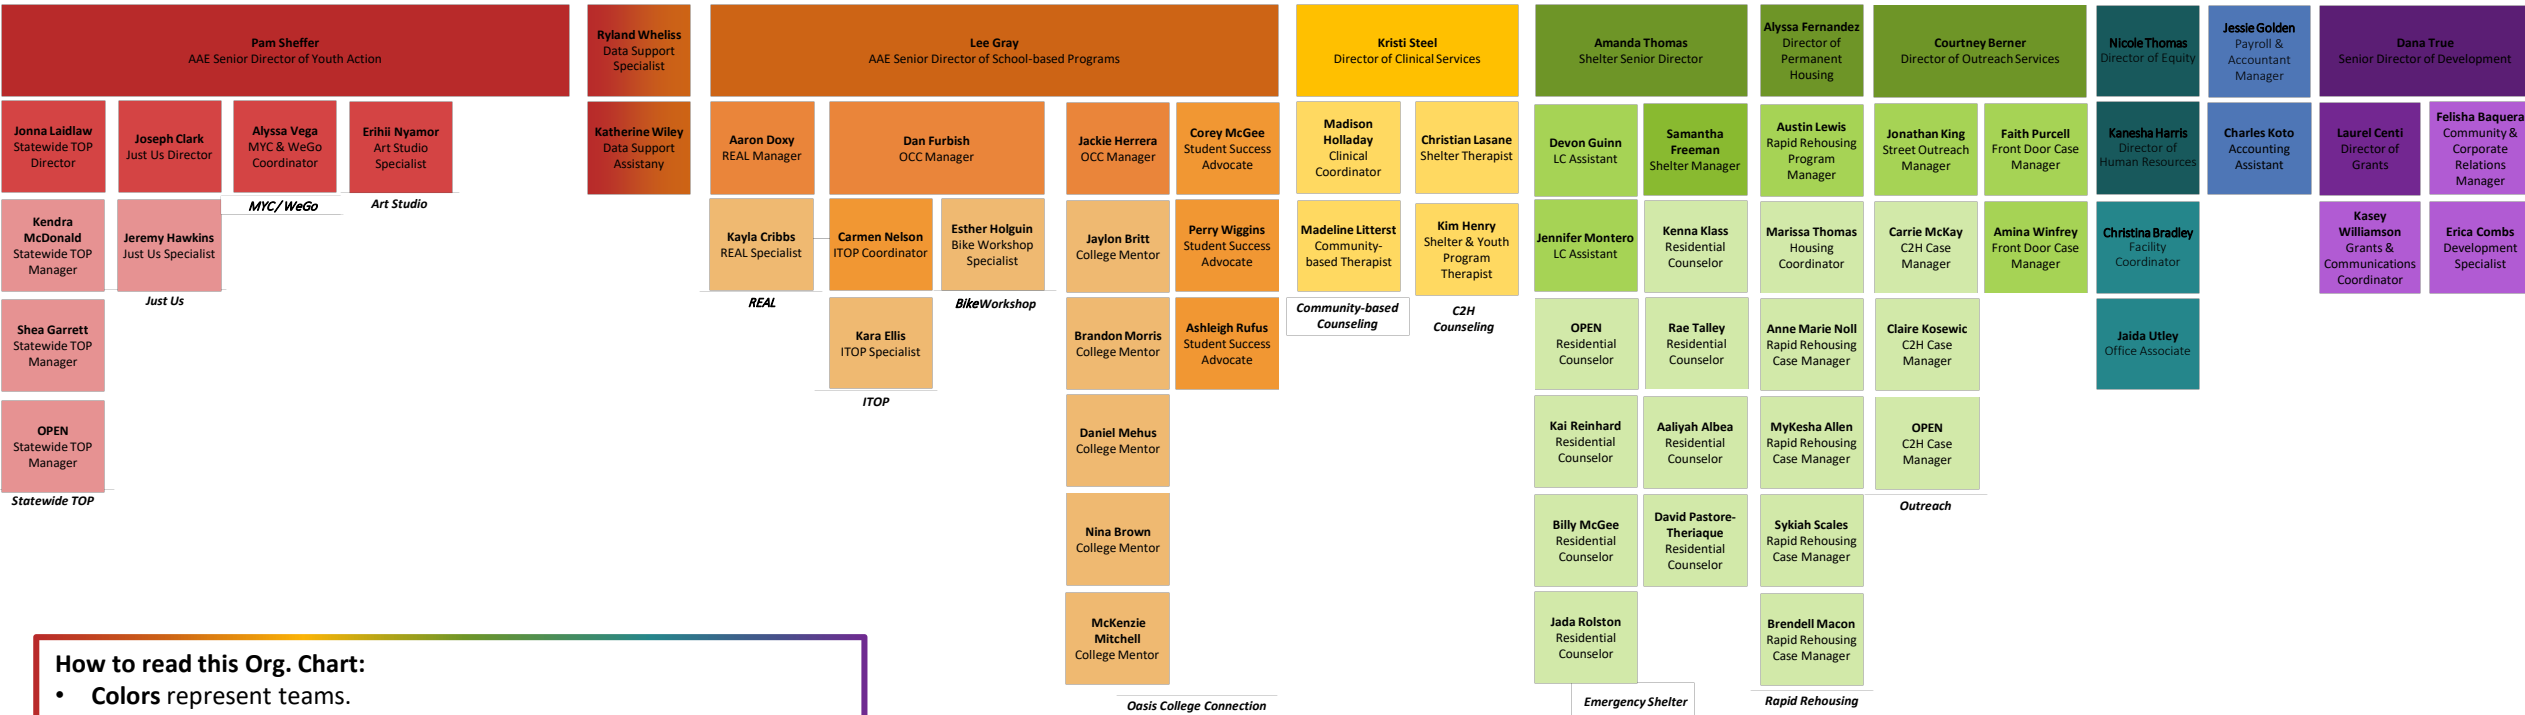 Pam Sheffer
AAE Senior Director of Youth Action
Jonna Laidlaw
Statewide TOP
Director
Kendra
McDonald
Statewide TOP
Manager
Shea Garrett
Statewide TOP
Manager
OPEN
Statewide TOP
Manager
Statewide TOP
Joseph Clark
Just Us Director
Jeremy Hawkins
Just Us Specialist
Just Us
Alyssa Vega
MYC & WeGo
Coordinator
MYC/ WeGo
Erihii Nyamor
Art Studio
Specialist
Art Studio
Ryland Wheliss
Data Support
Specialist
Katherine Wiley
Data Support
Assistany
Lee Gray
AAE Senior Director of School-based Programs
Aaron Doxy
REAL Manager
Kayla Cribbs
REAL Specialist
REAL
Dan Furbish
OCC Manager
Carmen Nelson
ITOP Coordinator
Kara Ellis
ITOP Specialist
ITOP
Esther Holguin
Bike Workshop
Specialist
BikeWorkshop
Jackie Herrera
OCC Manager
Jaylon Britt
College Mentor
Brandon Morris
College Mentor
Daniel Mehus
College Mentor
Nina Brown
College Mentor
McKenzie
Mitchell
College Mentor
Corey McGee
Student Success
Advocate
Perry Wiggins
Student Success
Advocate
Ashleigh Rufus
Student Success
Advocate
Oasis College Connection
Kristi Steel
Director of Clinical Services
Madison
Holladay
Clinical
Coordinator
Madeline Litterst
Community-
based Therapist
Community-based
Counseling
Christian Lasane
Shelter Therapist
Kim Henry
Shelter & Youth
Program
Therapist
C2H
Counseling
Amanda Thomas
Shelter Senior Director
Devon Guinn
LC Assistant
Jennifer Montero
LC Assistant
OPEN
Residential
Counselor
Kai Reinhard
Residential
Counselor
Billy McGee
Residential
Counselor
Jada Rolston
Residential
Counselor
Samantha
Freeman
Shelter Manager
Kenna Klass
Residential
Counselor
Rae Talley
Residential
Counselor
Aaliyah Albea
Residential
Counselor
David Pastore-
Theriaque
Residential
Counselor
Emergency Shelter
Alyssa Fernandez
Director of
Permanent
Housing
Austin Lewis
Rapid Rehousing
Program
Manager
Marissa Thomas
Housing
Coordinator
Anne Marie Noll
Rapid Rehousing
Case Manager
MyKesha Allen
Rapid Rehousing
Case Manager
Sykiah Scales
Rapid Rehousing
Case Manager
Brendell Macon
Rapid Rehousing
Case Manager
Rapid Rehousing
Courtney Berner
Director of Outreach Services
Jonathan King
Street Outreach
Manager
Carrie McKay
C2H Case
Manager
Claire Kosewic
C2H Case
Manager
OPEN
C2H Case
Manager
Outreach
Faith Purcell
Front Door Case
Manager
Amina Winfrey
Front Door Case
Manager
Nicole Thomas
Director of Equity
Kanesha Harris
Director of
Human Resources
Christina Bradley
Facility
Coordinator
Jaida Utley
Office Associate
Jessie Golden
Payroll &
Accountant
Manager
Charles Koto
Accounting
Assistant
Dana True
Senior Director of Development
Laurel Centi
Director of
Grants
Kasey
Williamson
Grants &
Communications
Coordinator
Felisha Baquera
Community &
Corporate
Relations
Manager
Erica Combs
Development
Specialist
How to read this Org. Chart:
• Colors represent teams.